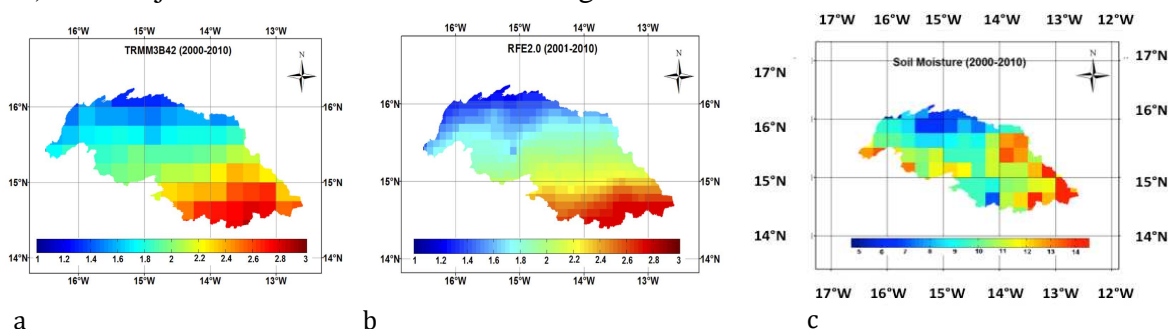 16°W 15°W 14°W 13°W
TRMM3B42 (2000-2010)
N
16°N
15°N
1 1.2 1.4 1.6 1.8 2 2.2 2.4 2.6 2.8 3
14°N
16°W 15°W 14°W 13°W
a
16°W 15°W 14°W 13°W
RFE2.0 (2001-2010)
N
16°N
15°N
1 1.2 1.4 1.6 1.8 2 2.2 2.4 2.6 2.8 3
14°N
16°W 15°W 14°W 13°W
b
17°W 16°W 15°W 14°W 13°W 12°W
Soil Moisture (2000-2010)
N
17°N 17°N
16°N 16°N
15°N 15°N
14°N 14°N
5 6 7 8 9 10 11 12 13 14
17°W 16°W 15°W 14°W 13°W 12°W
c